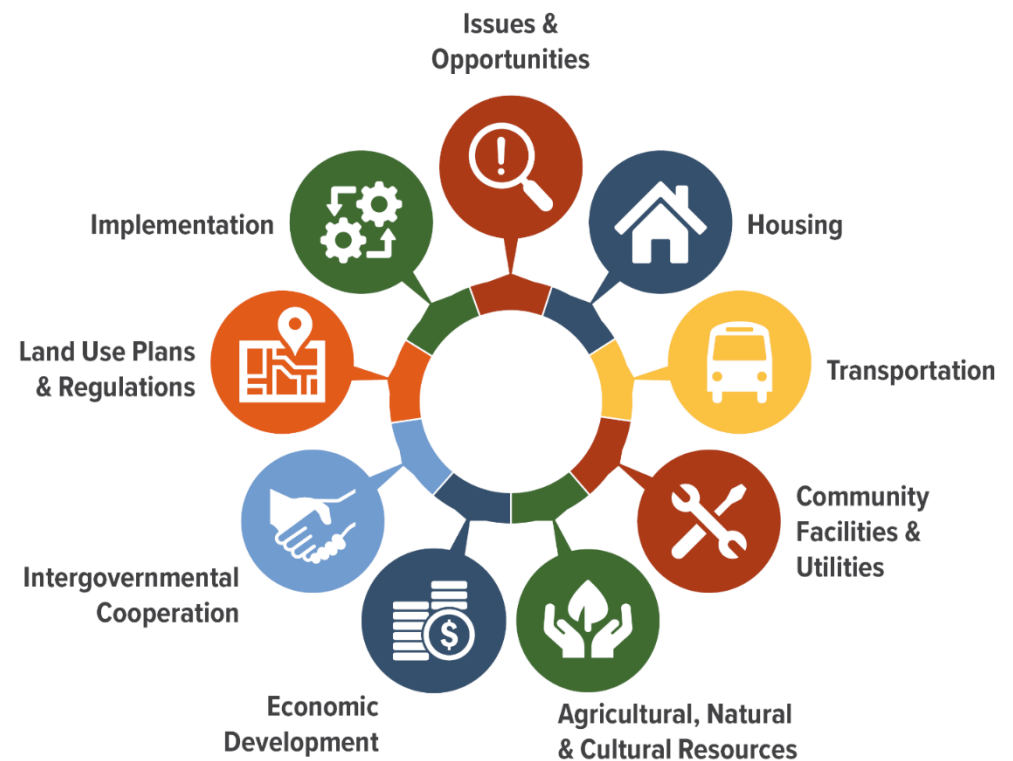 Issues &
Opportunities
Implementation
Housing
Land Use Plans
& Regulations
Transportation
Community
Facilities &
Utilities
Intergovernmental
Cooperation
$
Economic
Development
Agricultural, Natural
& Cultural Resources